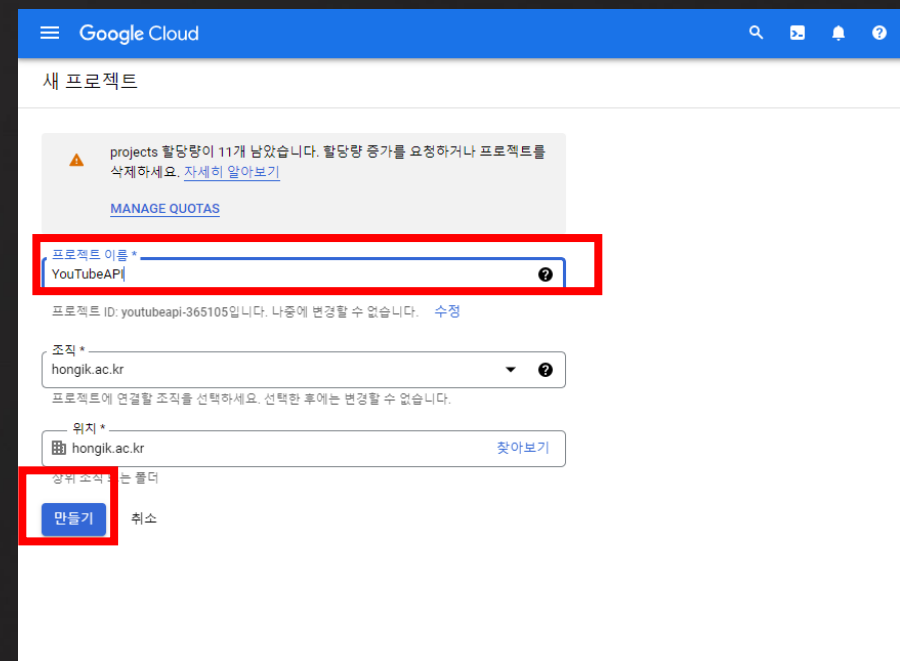 Google Cloud
새 프로젝트
projects 할당량이 11개 남았습니다. 할당량 증가를 요청하거나 프로젝트를
삭제하세요. 자세히 알아보기
MANAGE QUOTAS
프로젝트 이름 *
YouTubeAPI
프로젝트 ID: youtubeapi-365105입니다. 나중에 변경할 수 없습니다. 수정
조직 *
hongik.ac.kr
프로젝트에 연결할 조직을 선택하세요. 선택한 후에는 변경할 수 없습니다.
위치 *
hongik.ac.kr 찾아보기
상위 조직 는 폴더
만들기 취소